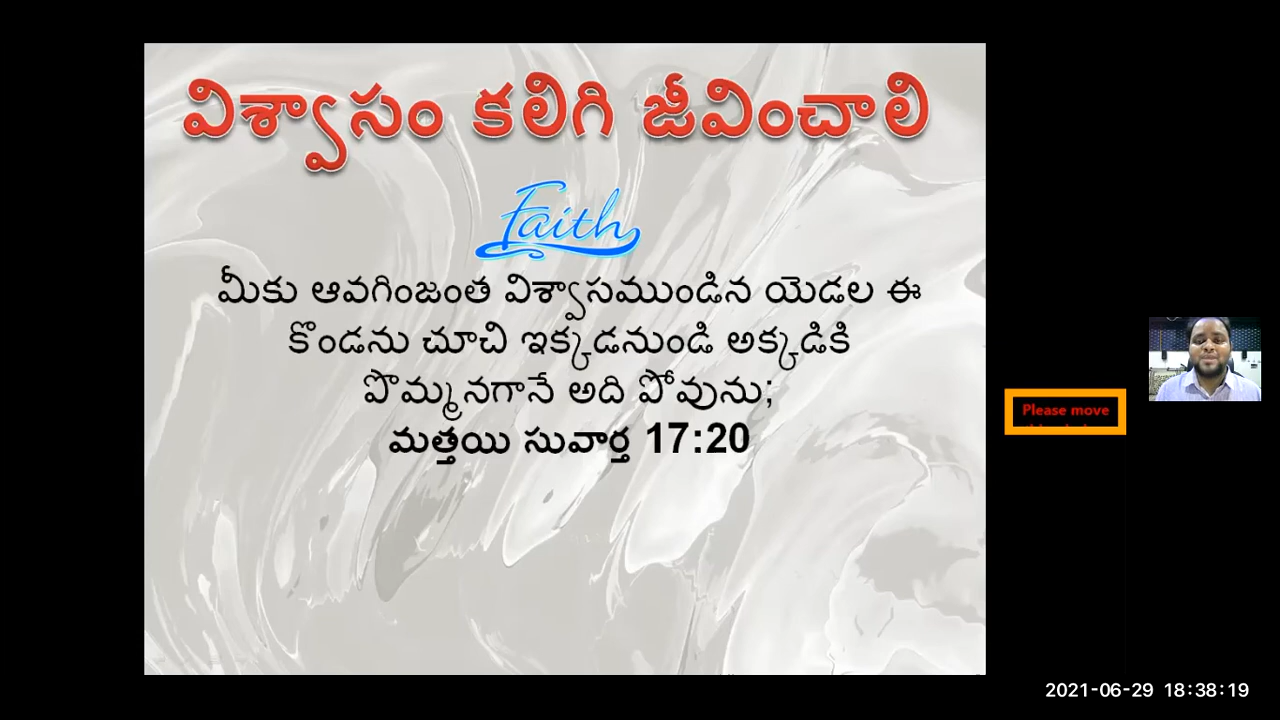 విశ్వాసం కలిగి జీవించాలి
Faith
మీకు ఆవగింజంత విశ్వాసముండిన యెడల ఈ
కొండను చూచి ఇక్కడనుండి అక్కడికి
పొమ్మనగానే అది పోవును;
మత్తయి సువార్త 17:20
Please move
2021-06-29 18:38:19